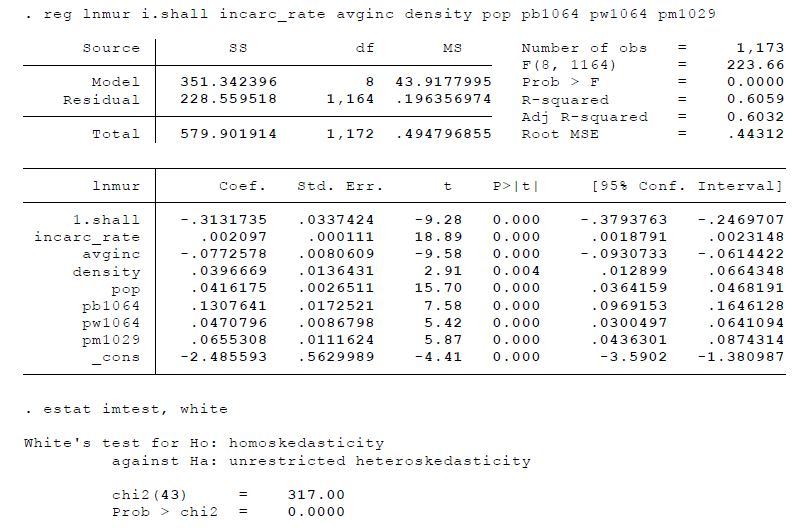 . reg lnmur i.shall incarc_rate avginc density pop pb1064 pw1064 pm1029
Source SS df MS Number of obs = 1,173
F(8, 1164) = 223.66
Model 351.342396 8 43.9177995 Prob > F = 0.0000
Residual 228.559518 1,164 .196356974 R-squared = 0.6059
Adj R-squared = 0.6032
Total 579.901914 1,172 .494796855 Root MSE = .44312
lnmur Coef. Std. Err. t P>|t| [95% Conf. Interval]
1.shall -.3131735 .0337424 -9.28 0.000 -.3793763 -.2469707
incarc_rate .002097 .000111 18.89 0.000 .0018791 .0023148
avginc -.0772578 .0080609 -9.58 0.000 -.0930733 -.0614422
density .0396669 .0136431 2.91 0.004 .012899 .0664348
pop .0416175 .0026511 15.70 0.000 .0364159 .0468191
pb1064 .1307641 .0172521 7.58 0.000 .0969153 .1646128
pw1064 .0470796 .0086798 5.42 0.000 .0300497 .0641094
pm1029 .0655308 .0111624 5.87 0.000 .0436301 .0874314
_cons -2.485593 .5629989 -4.41 0.000 -3.5902 -1.380987
. estat imtest, white
White's test for Ho: homoskedasticity
against Ha: unrestricted heteroskedasticity
chi2(43) = 317.00
Prob > chi2 = 0.0000